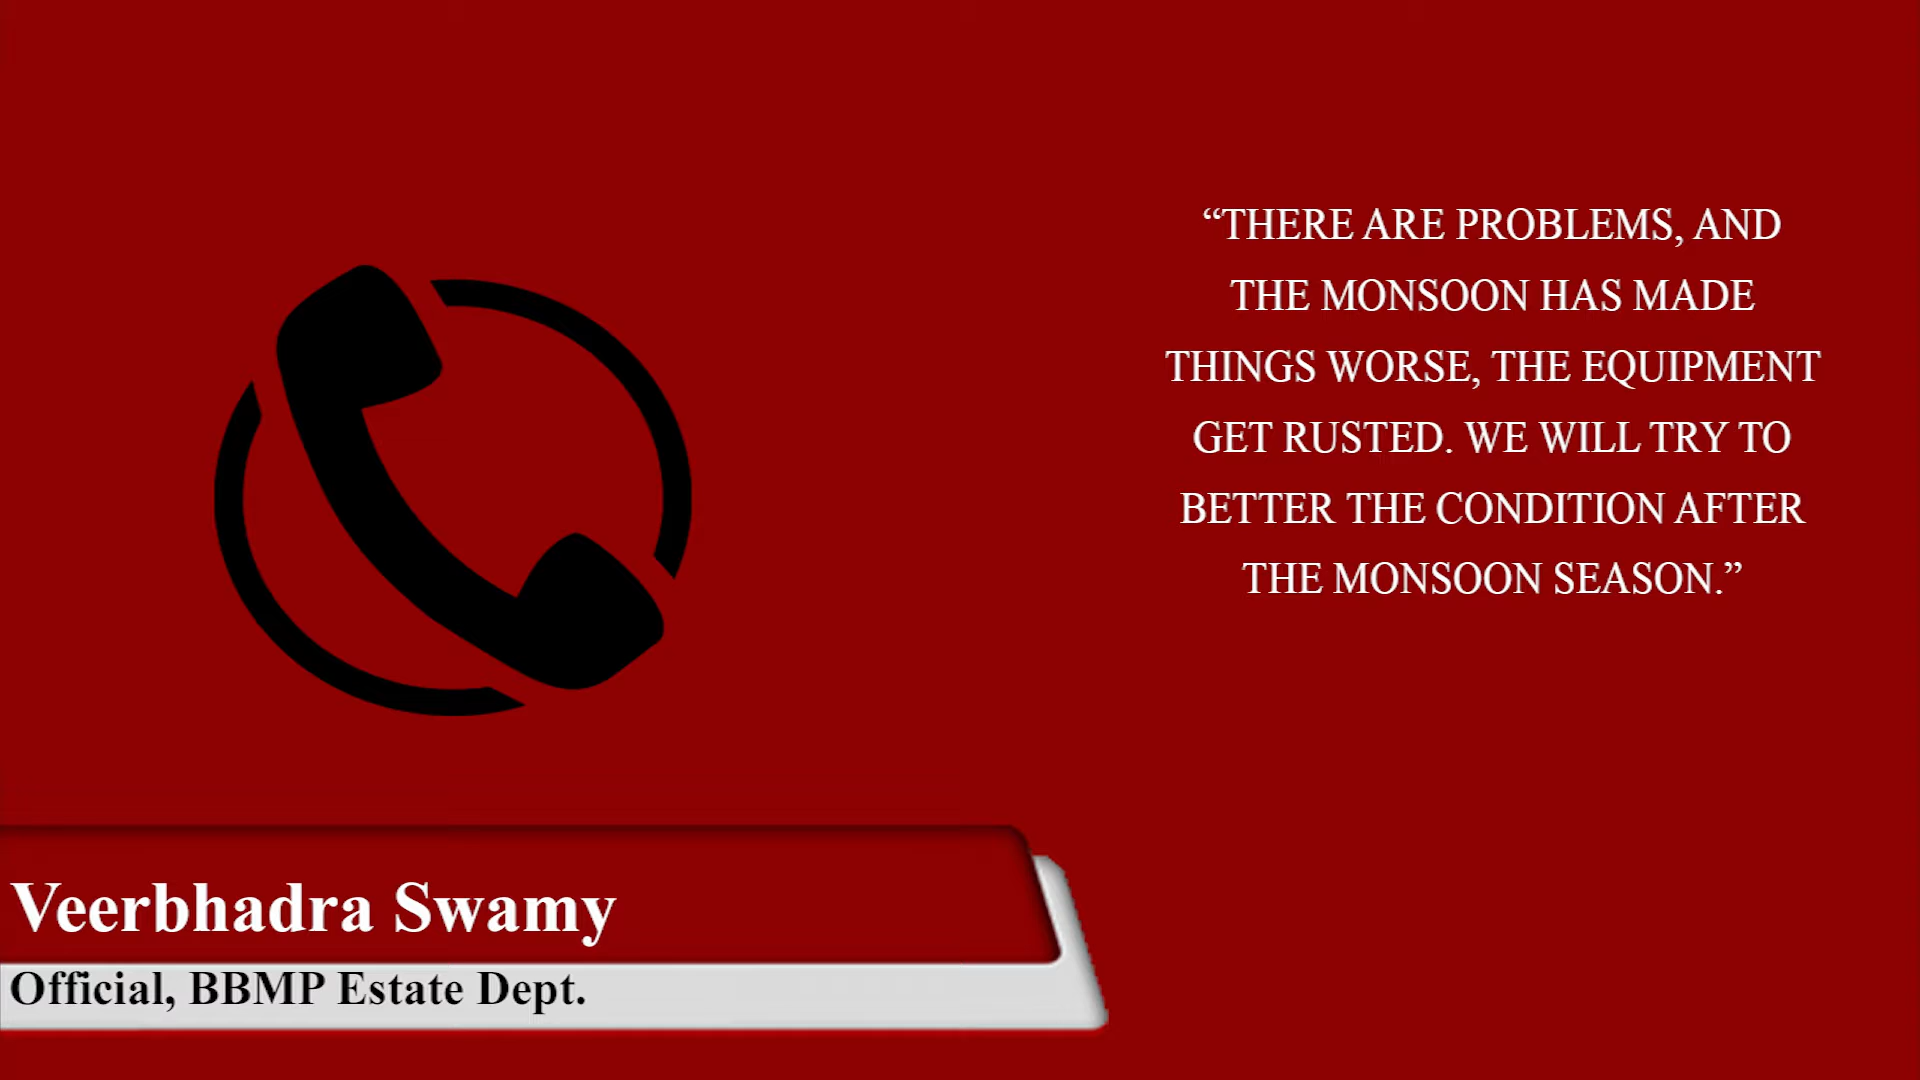 “THERE ARE PROBLEMS, AND
THE MONSOON HAS MADE
THINGS WORSE, THE EQUIPMENT
GET RUSTED. WE WILL TRY TO
BETTER THE CONDITION AFTER
THE MONSOON SEASON.”
Veerbhadra Swamy
Official, BBMP Estate Dept.